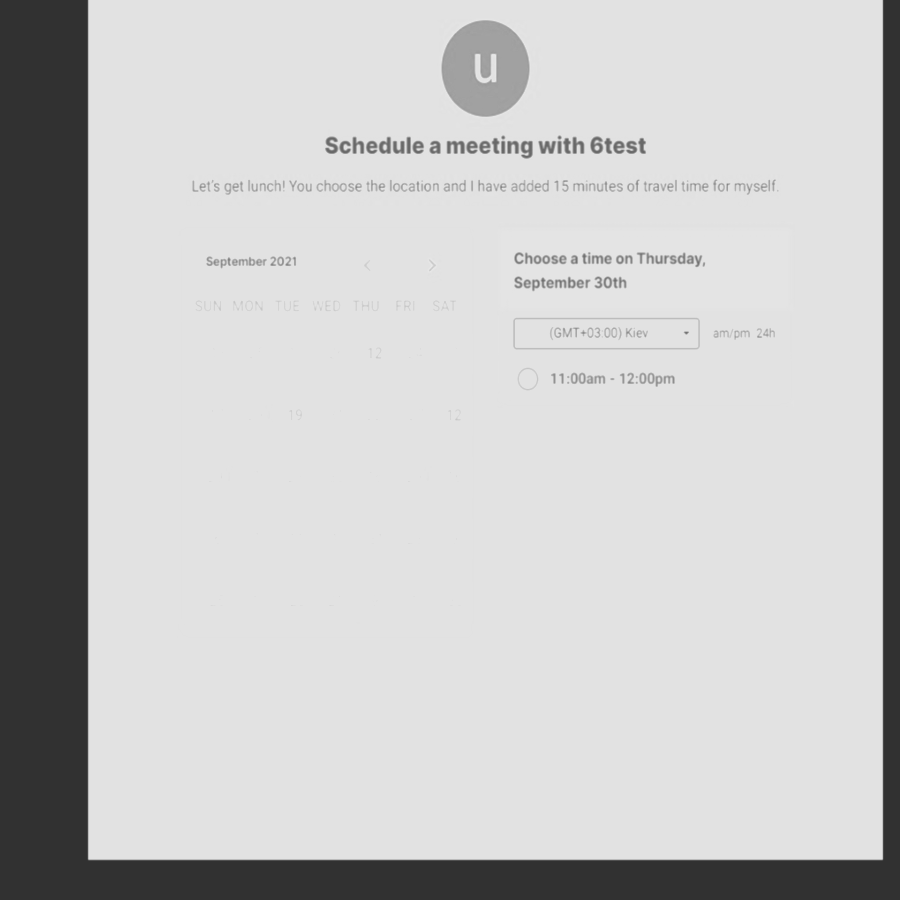 u
Schedule a meeting with 6test
Let's get lunch! You choose the location and I have added 15 minutes of travel time for myself.
September 2021
SUN MON TUE WED THU FRI SAT
12
19 12
Choose a time on Thursday,
September 30th
(GMT+03:00) Kiev
am/pm 24h
11:00am - 12:00pm